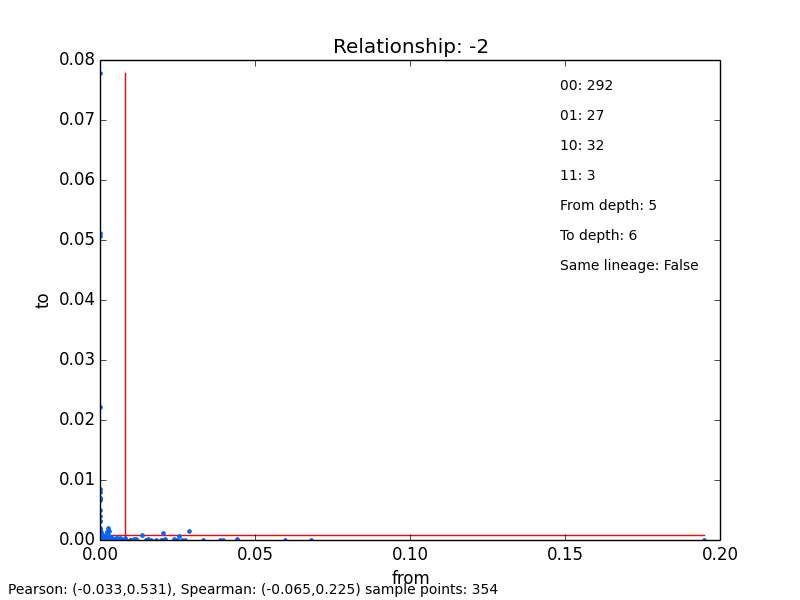 Relationship: -2
0.08
0.07
0.06
0.05
0.04
0.03
0.02
0.01
0.00
to
00: 292
01: 27
10: 32
11: 3
From depth: 5
To depth: 6
Same lineage: False
0.00 0.05 0.10 0.15 0.20
from
Pearson: (-0.033,0.531), Spearman: (-0.065,0.225) sample points: 354